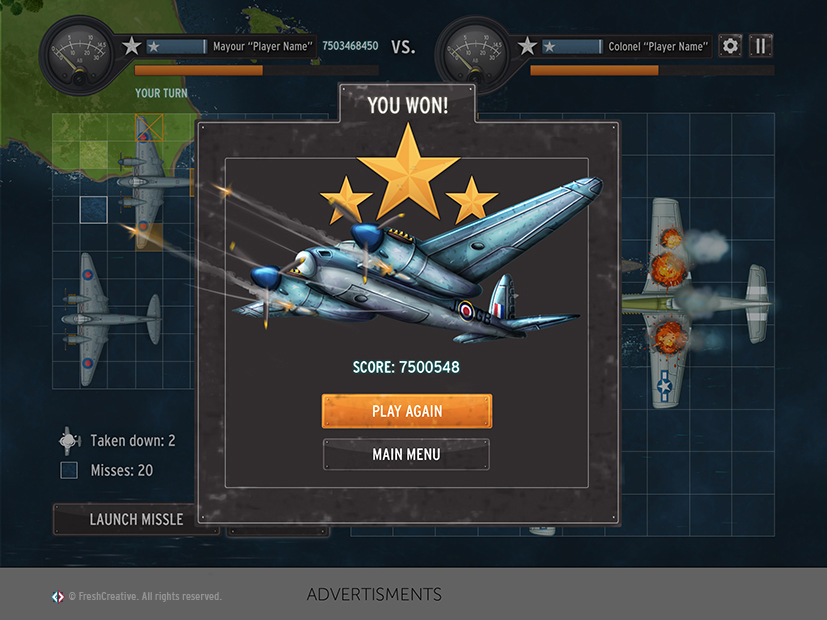 Mayour “Player Name”
7503468450
VS.
Colonel “Player Name”
YOUR TURN
YOU WON!
GB
SCORE: 7500548
PLAY AGAIN
MAIN MENU
Taken down: 2
Misses: 20
LAUNCH MISSLE
© FreshCreative. All rights reserved.
ADVERTISMENTS